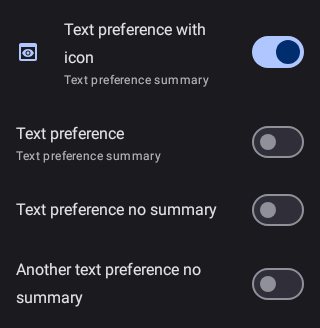 Text preference with
icon
Text preference summary
Text preference
Text preference summary
Text preference no summary
Another text preference no
summary